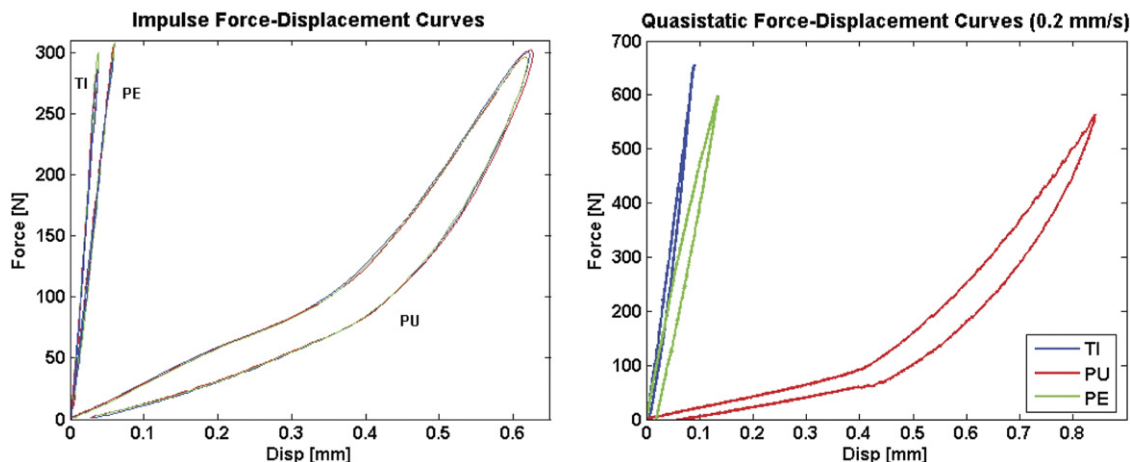 Impulse Force-Displacement Curves
300
250
200
150
100
50
0
Force [N]
TI
PE
PU
0
0.1
0.2
0.3
0.4
0.5
0.6
Disp [mm]
Quasistatic Force-Displacement Curves (0.2 mm/s)
700
600
500
400
300
200
100
0
Force [N]
TI
PU
PE
0
0.1
0.2
0.3
0.4
0.5
0.6
0.7
0.8
Disp [mm]